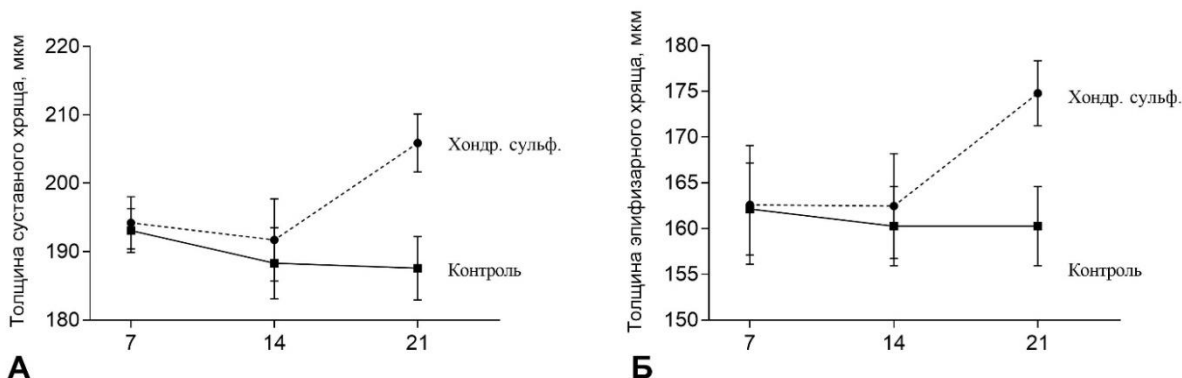 Толщина суставного хряща, мкм
220
210
200
190
180
7
14
21
Хондр. сульф.
Контроль
А
Толщина эпифизарного хряща, мкм
180
175
170
165
160
155
150
7
14
21
Хондр. сульф.
Контроль
Б